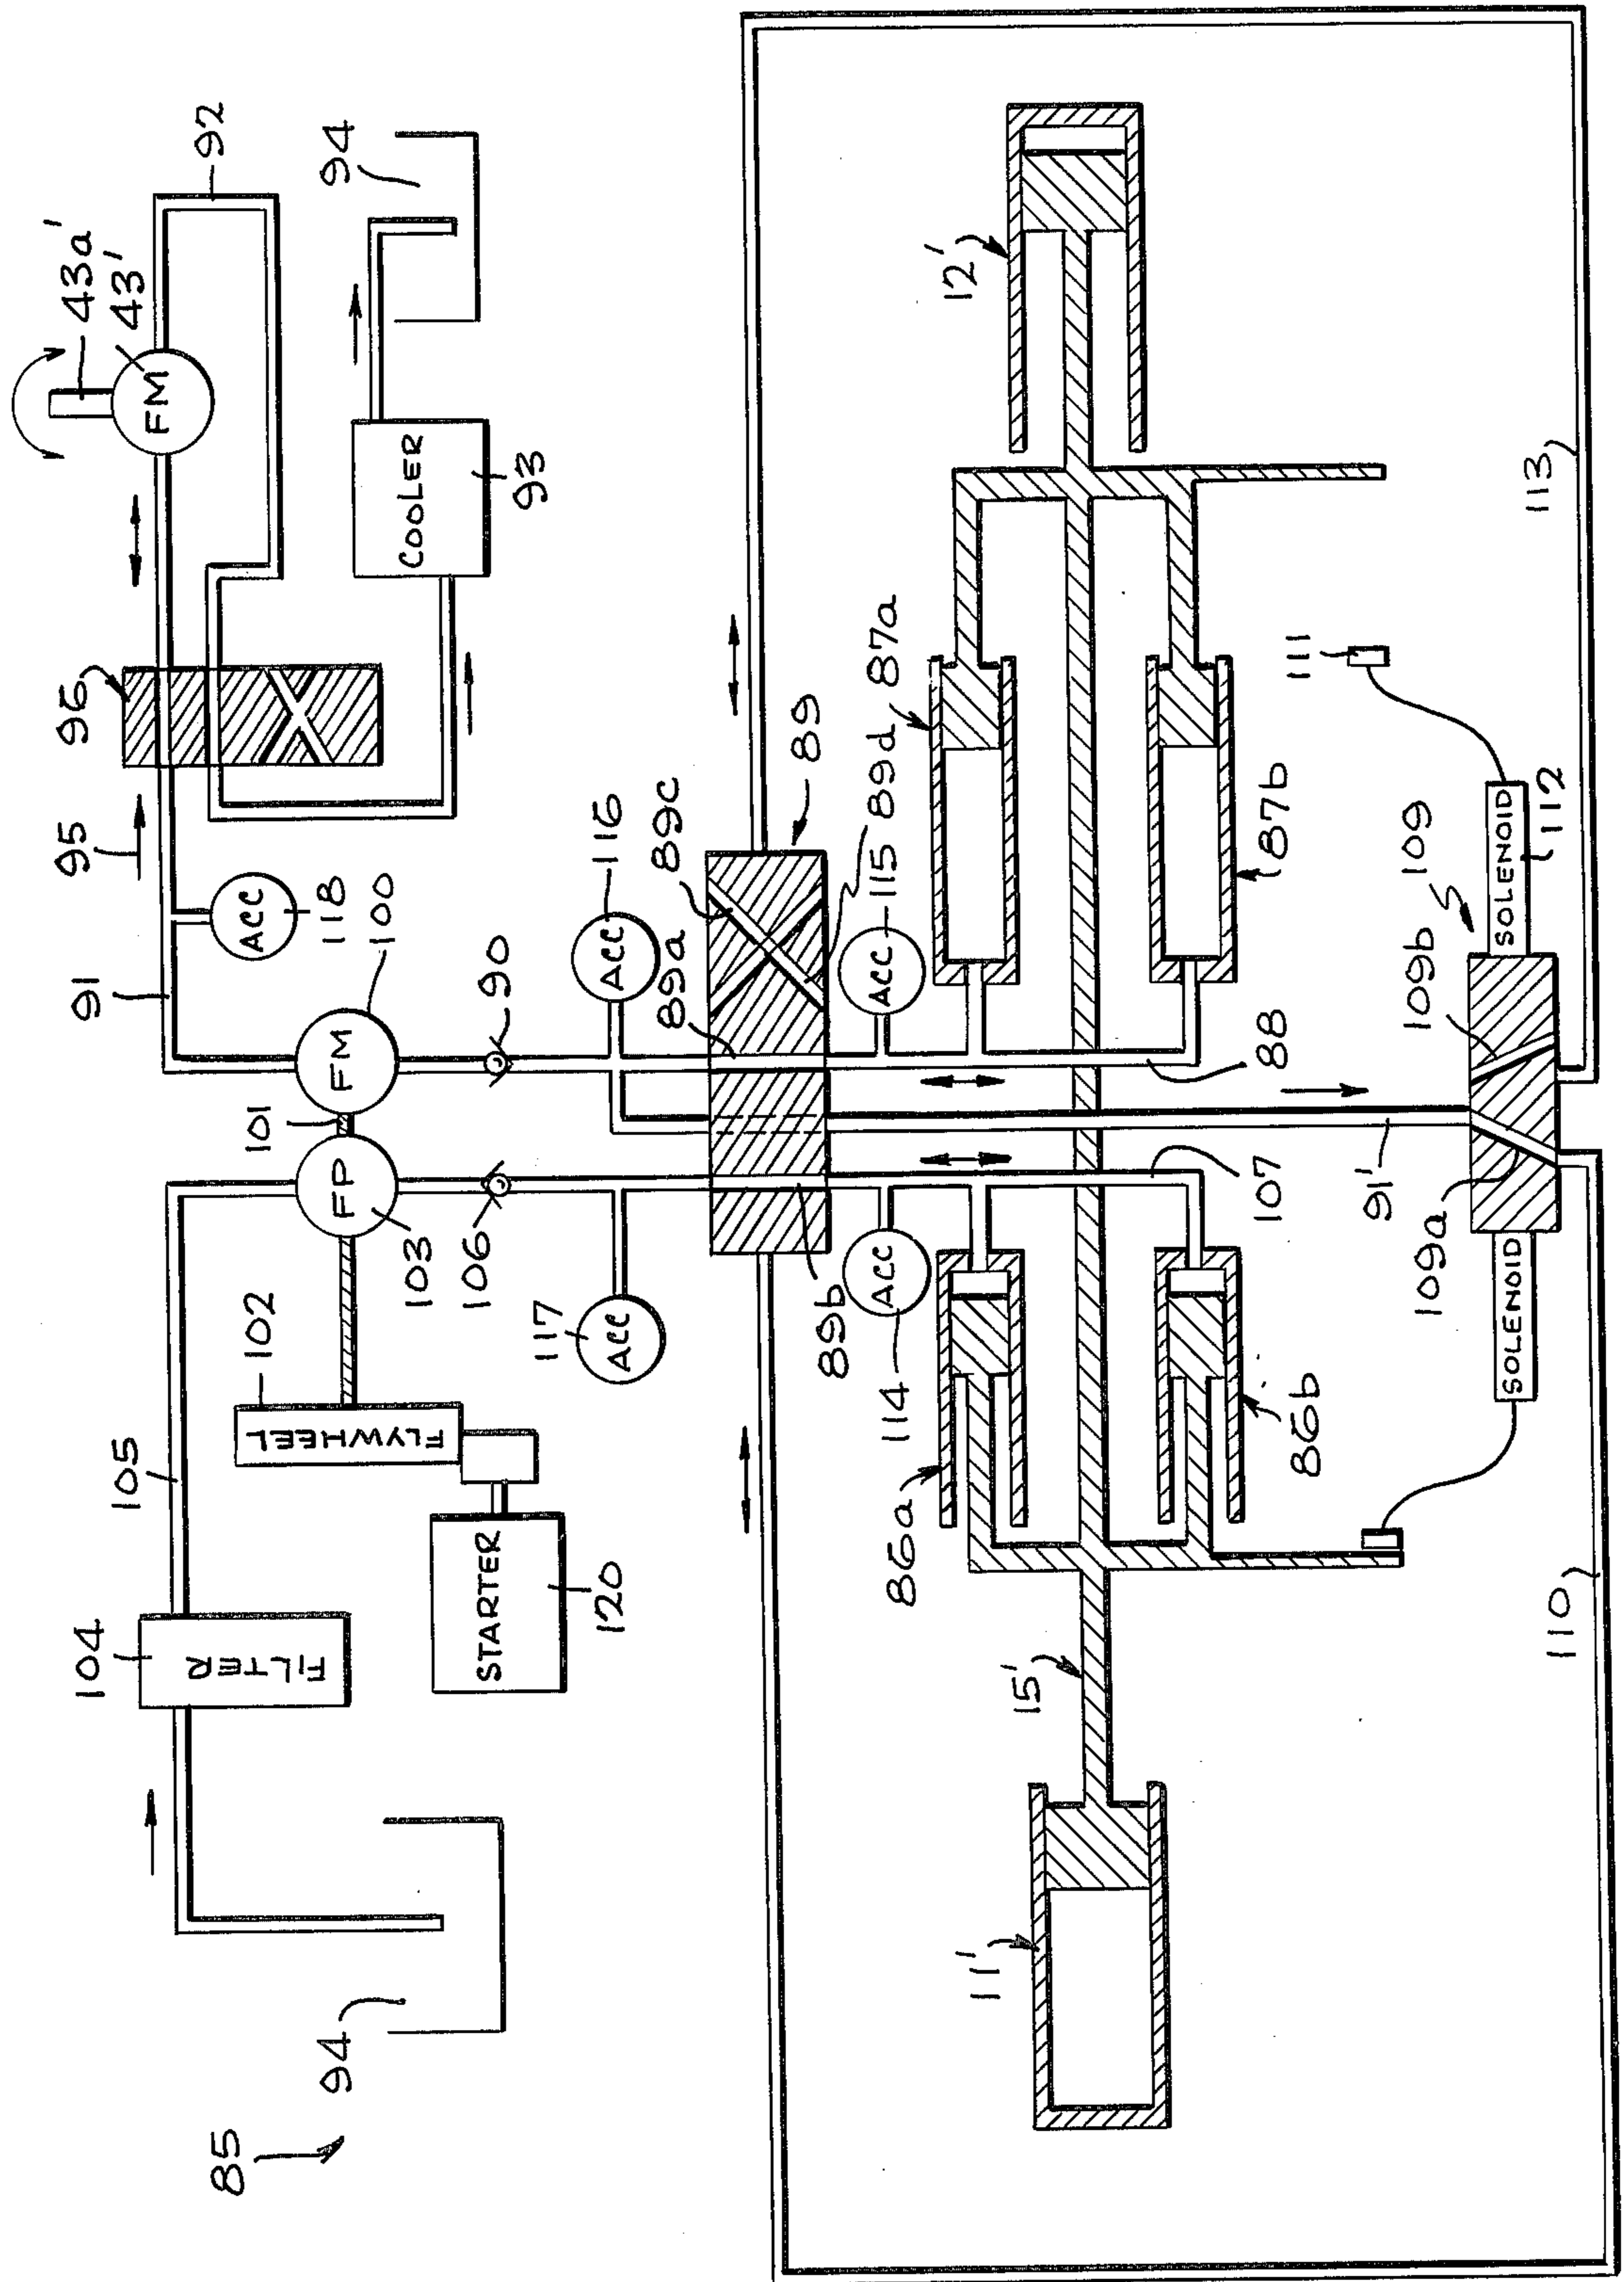 85
94
104
FILTER
105
102
FLYWHEEL
STARTER
120
103
FP
101
FM
100
91
106
90
117
ACC
118
ACC
95
96
43a'
43'
FM
92
COOLER
93
94
116
ACC
89a
89c
89
89b
89d
114
ACC
115
ACC
86a
87a
86b
87b
107
88
11'
15'
12'
91'
109
109a
109b
111
SOLENOID
SOLENOID
112
110
113